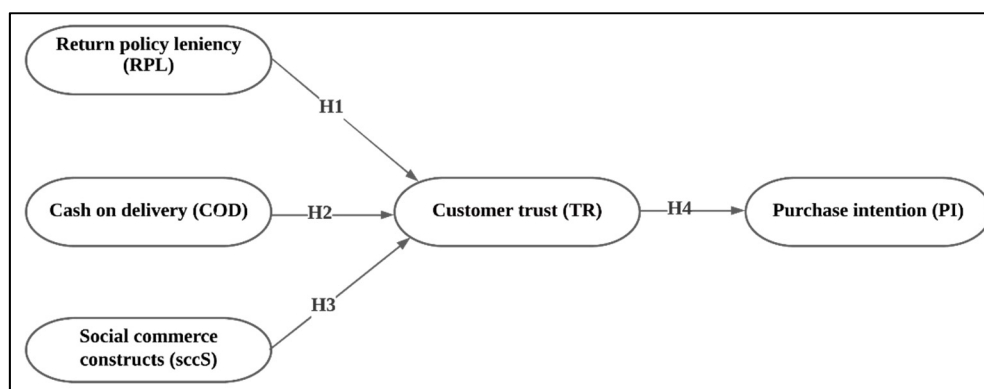 Return policy leniency
(RPL)
H1
Cash on delivery (COD)
H2
Customer trust (TR)
H4
Purchase intention (PI)
H3
Social commerce
constructs (sccS)